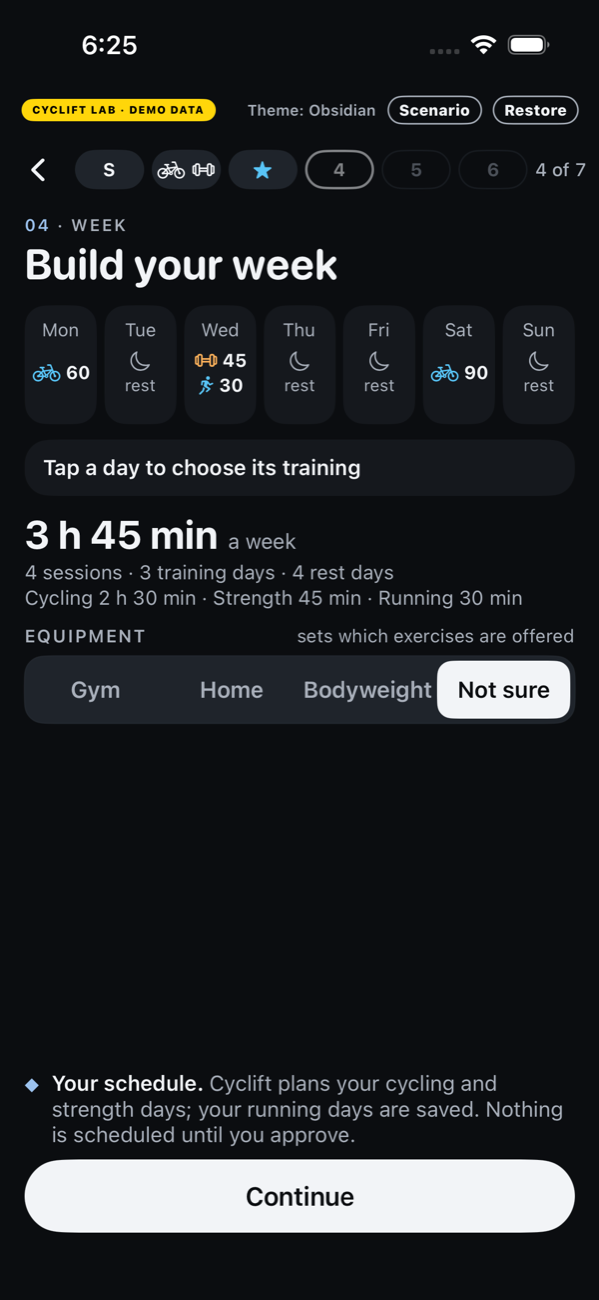 6:25
CYCLIFT LAB · DEMO DATA
Theme: Obsidian
Scenario
Restore
S
4
5
6
4 of 7
04 · WEEK
Build your week
Mon
60
Tue
rest
Wed
45
30
Thu
rest
Fri
rest
Sat
90
Sun
rest
Tap a day to choose its training
3 h 45 min a week
4 sessions · 3 training days · 4 rest days
Cycling 2 h 30 min · Strength 45 min · Running 30 min
EQUIPMENT
sets which exercises are offered
Gym
Home
Bodyweight
Not sure
Your schedule. Cyclift plans your cycling and
strength days; your running days are saved. Nothing
is scheduled until you approve.
Continue